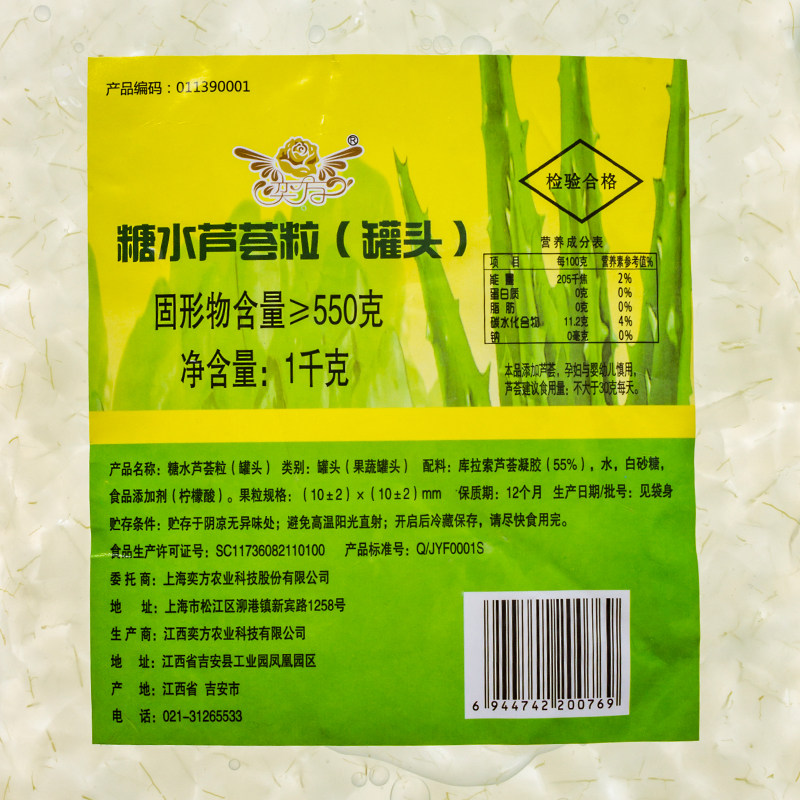 产品编码：011390001
®
奕方
检验合格
糖水芦荟粒（罐头）
固形物含量≥550克
净含量：1千克
营养成分表
项 目 每100克 营养素参考值%
能 量 205千焦 2%
蛋白质 0克 0%
脂 肪 0克 0%
碳水化合物 11.2克 4%
钠 0毫克 0%
本品添加芦荟，孕妇与婴幼儿慎用，
芦荟建议食用量：不大于30克每天。
产品名称：糖水芦荟粒（罐头） 类别：罐头（果蔬罐头） 配料：库拉索芦荟凝胶（55%），水，白砂糖，
食品添加剂（柠檬酸）。果粒规格：（10±2）×（10±2）mm 保质期：12个月 生产日期/批号：见袋身
贮存条件：贮存于阴凉无异味处；避免高温阳光直射；开启后冷藏保存，请尽快食用完。
食品生产许可证号：SC11736082110100 产品标准号：Q/JYF0001S
委 托 商：上海奕方农业科技股份有限公司
地 址：上海市松江区泖港镇新宾路1258号
生 产 商：江西奕方农业科技有限公司
地 址：江西省吉安县工业园凤凰园区
产 地：江西省 吉安市
电 话：021-31265533
6 944742 200769